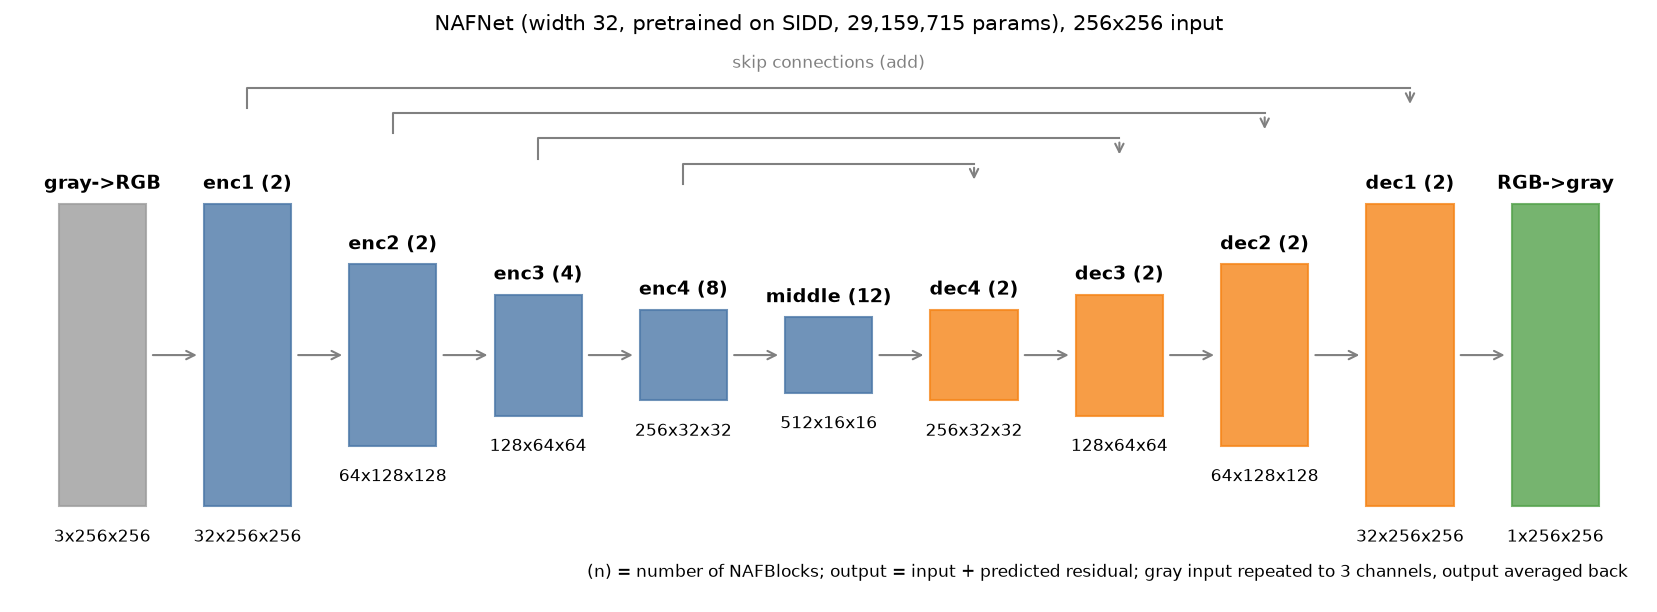 NAFNet (width 32, pretrained on SIDD, 29,159,715 params), 256x256 input
skip connections (add)
gray->RGB
enc1 (2)
enc2 (2)
enc3 (4)
enc4 (8)
middle (12)
dec4 (2)
dec3 (2)
dec2 (2)
dec1 (2)
RGB->gray
3x256x256
32x256x256
64x128x128
128x64x64
256x32x32
512x16x16
256x32x32
128x64x64
64x128x128
32x256x256
1x256x256
(n) = number of NAFBlocks; output = input + predicted residual; gray input repeated to 3 channels, output averaged back